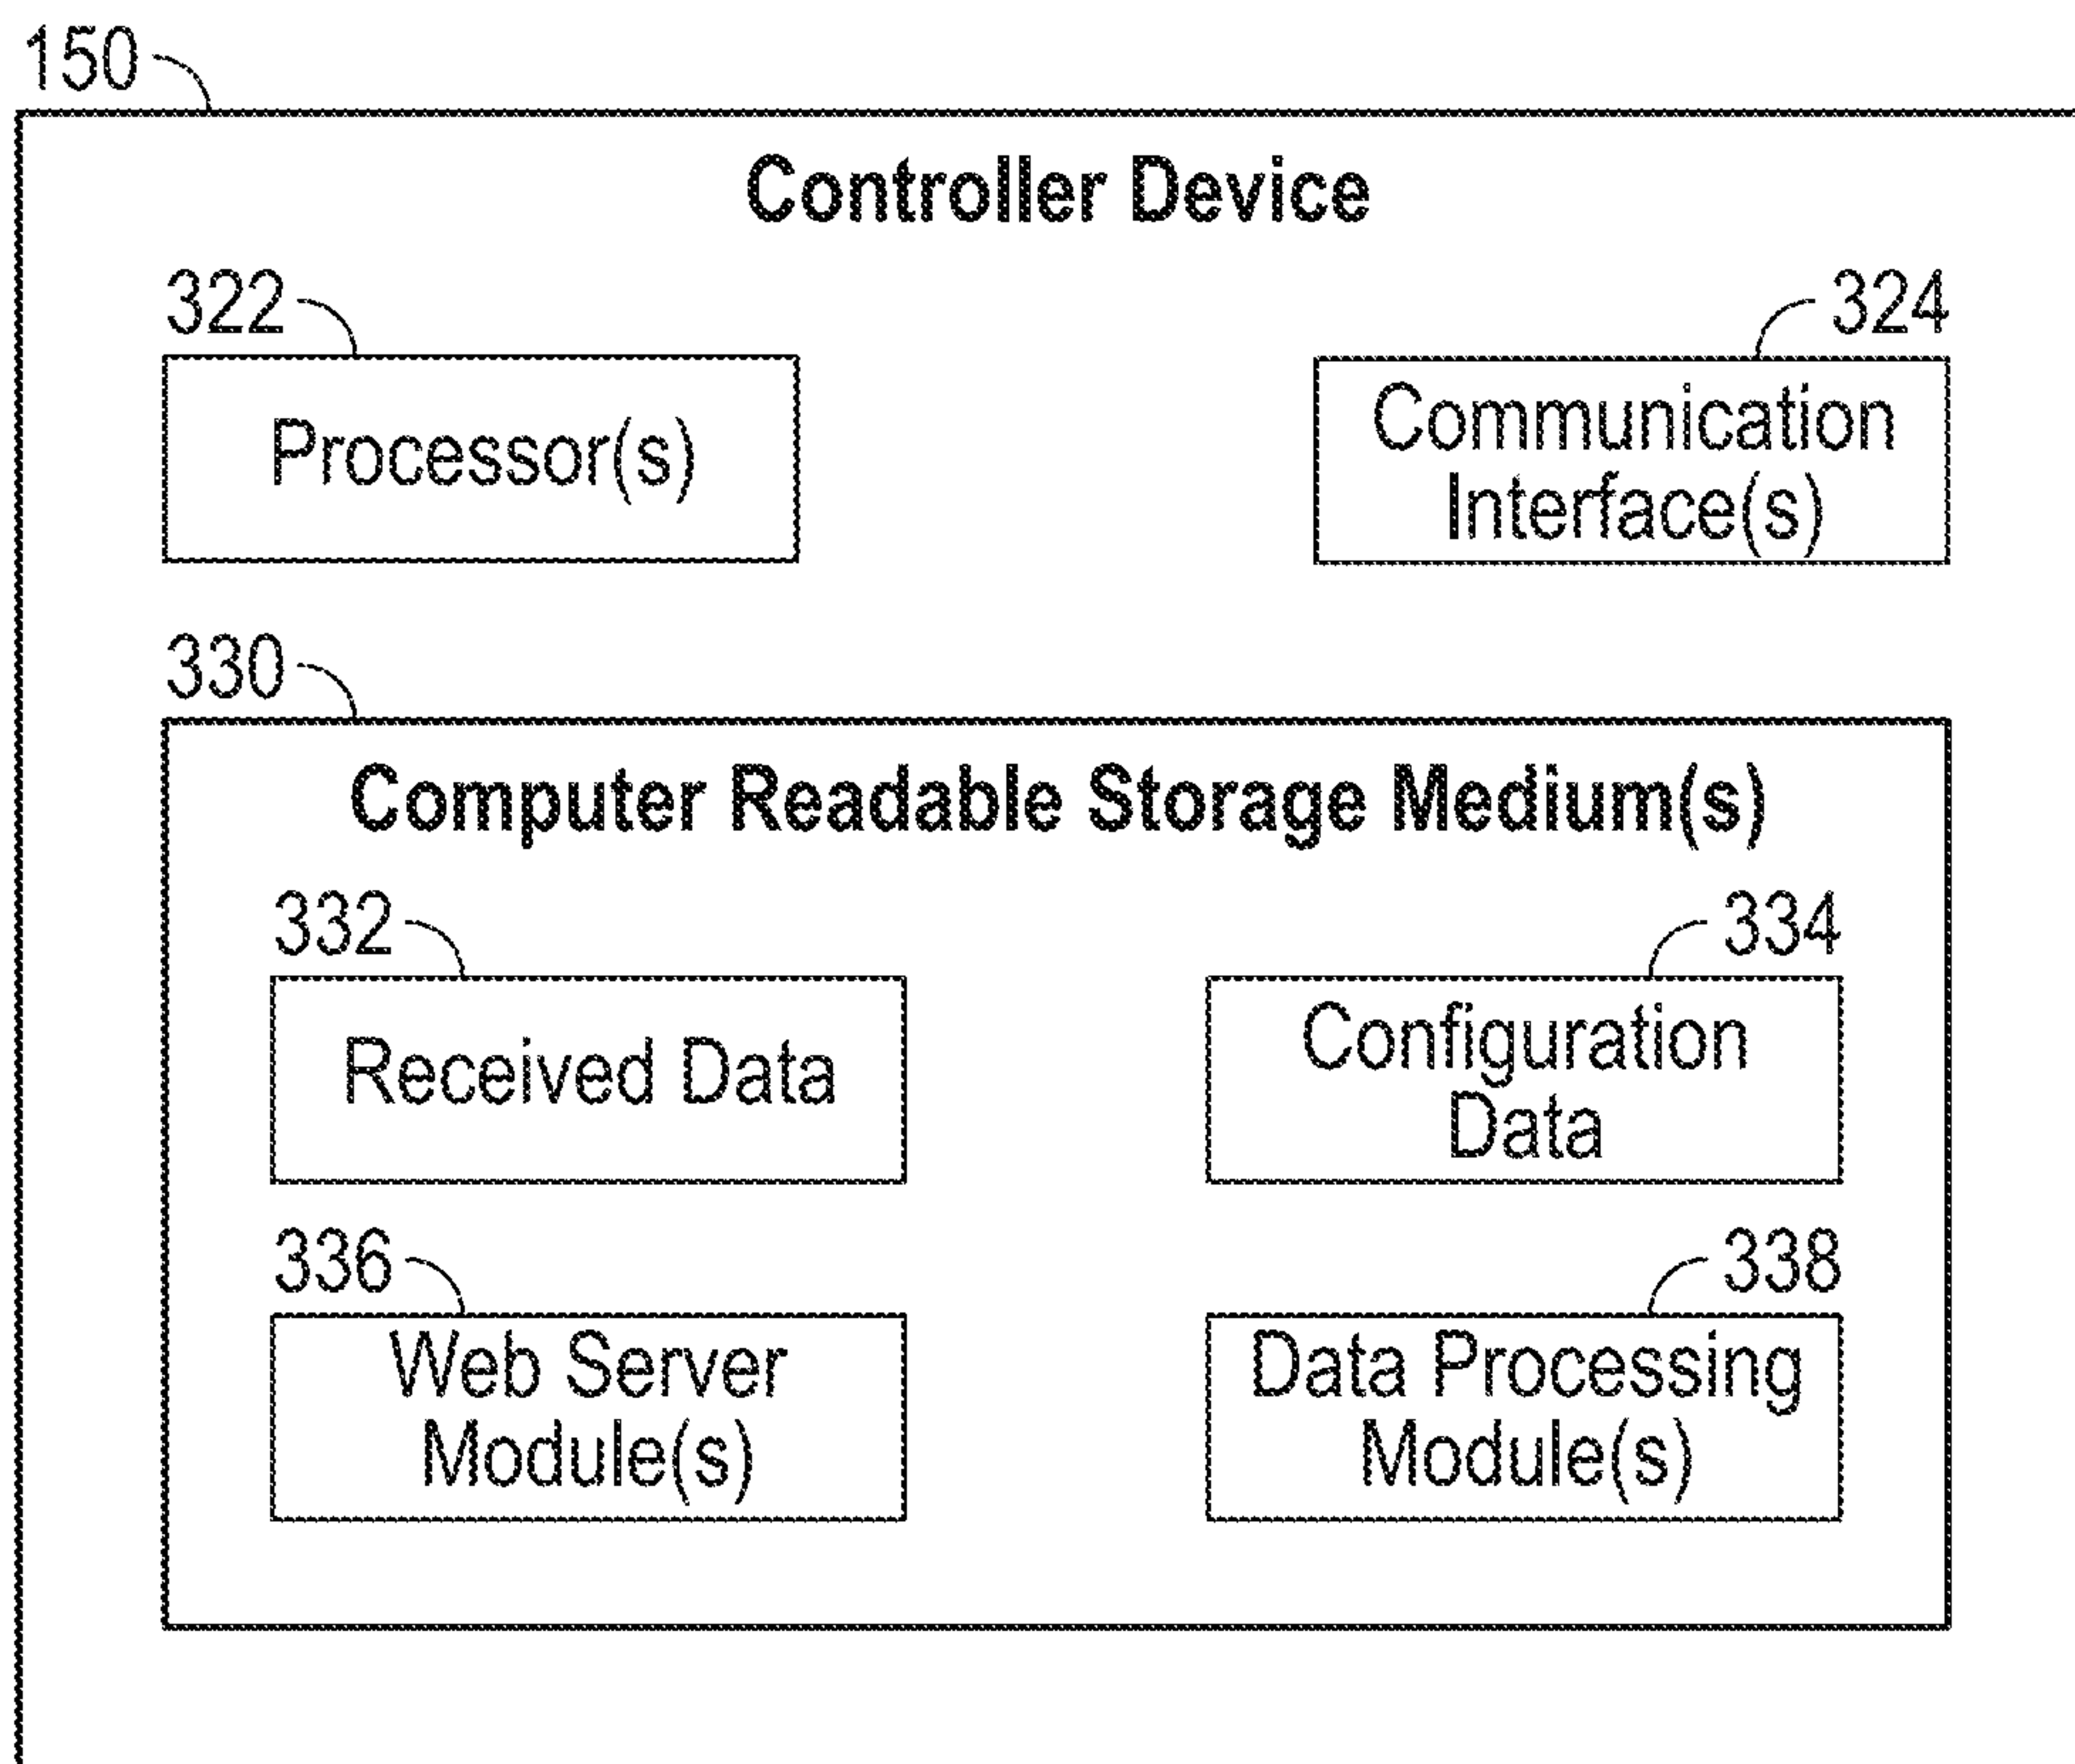 150
Controller Device
322
324
Processor(s)
Communication
Interface(s)
330
Computer Readable Storage Medium(s)
332
334
Received Data
Configuration
Data
336
338
Web Server
Module(s)
Data Processing
Module(s)